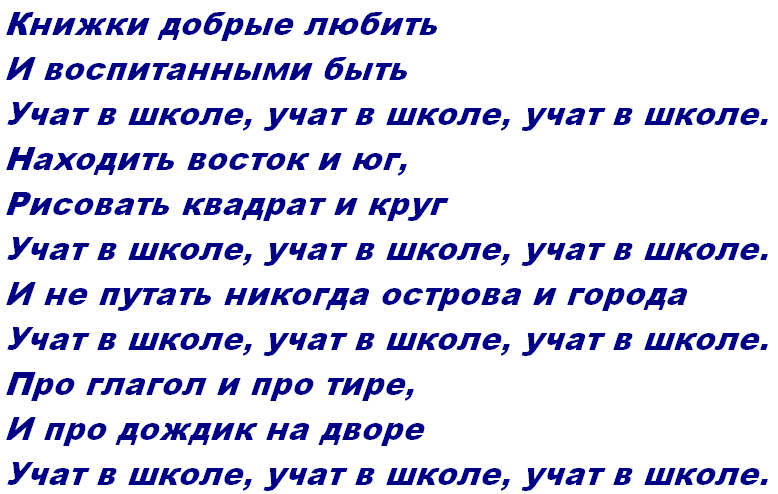 Книжки добрые любить
И воспитанными быть
Учат в школе, учат в школе, учат в школе.
Находить восток и юг,
Рисовать квадрат и круг
Учат в школе, учат в школе, учат в школе.
И не путать никогда острова и города
Учат в школе, учат в школе, учат в школе.
Про глагол и про тире,
И про дождик на дворе
Учат в школе, учат в школе, учат в школе.